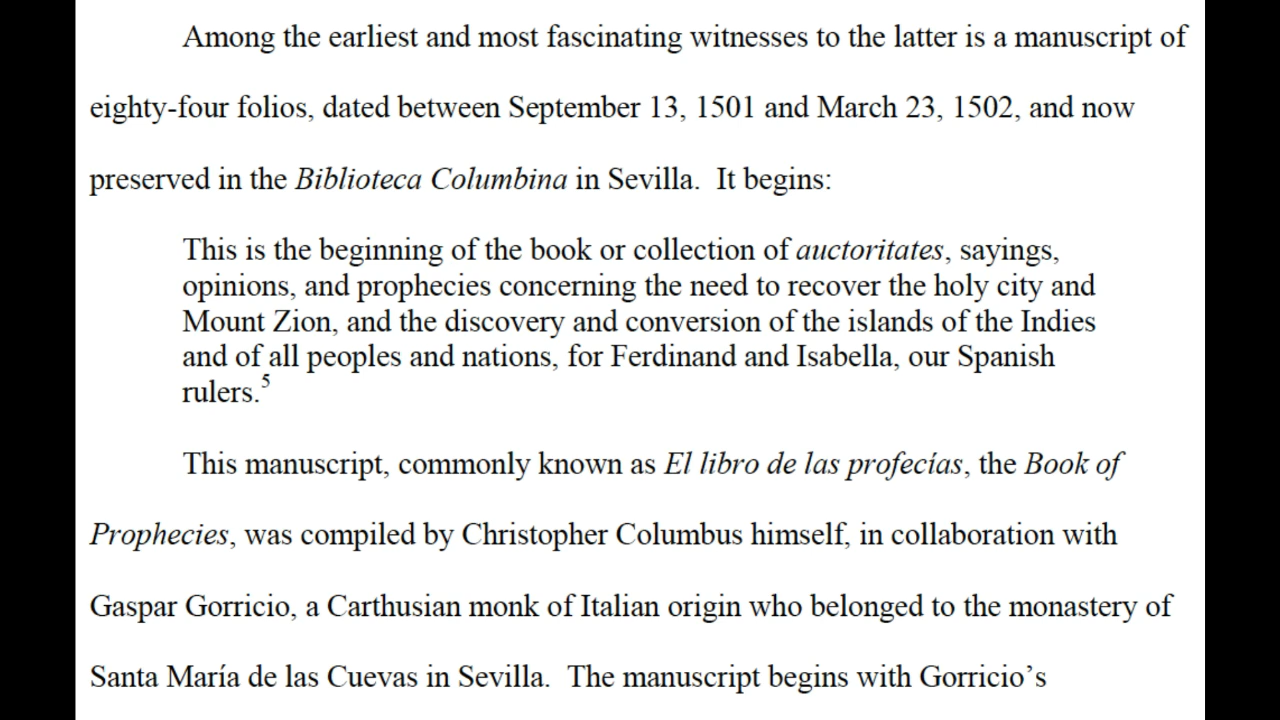 Among the earliest and most fascinating witnesses to the latter is a manuscript of
eighty-four folios, dated between September 13, 1501 and March 23, 1502, and now
preserved in the Biblioteca Columbina in Sevilla.  It begins:
This is the beginning of the book or collection of auctoritates, sayings,
opinions, and prophecies concerning the need to recover the holy city and
Mount Zion, and the discovery and conversion of the islands of the Indies
and of all peoples and nations, for Ferdinand and Isabella, our Spanish
rulers.5
This manuscript, commonly known as El libro de las profecías, the Book of
Prophecies, was compiled by Christopher Columbus himself, in collaboration with
Gaspar Gorricio, a Carthusian monk of Italian origin who belonged to the monastery of
Santa María de las Cuevas in Sevilla.  The manuscript begins with Gorricio’s